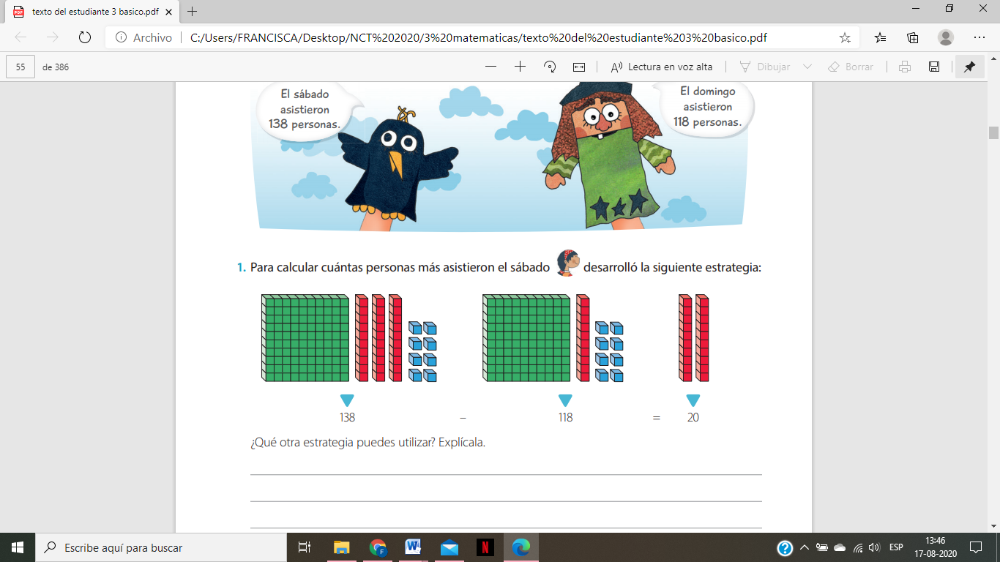 texto del estudiante 3 basico.pdf
Archivo
C:/Users/FRANCISCA/Desktop/NCT%202020/3%20matematicas/texto%20del%20estudiante%203%20basico.pdf
55 de 386
Lectura en voz alta
Dibujar
Borrar
El sábado
asistieron
138 personas.
El domingo
asistieron
118 personas.
1. Para calcular cuántas personas más asistieron el sábado desarrolló la siguiente estrategia:
138 – 118 = 20
¿Qué otra estrategia puedes utilizar? Explícala.
Escribe aquí para buscar
ESP
13:46
17-08-2020